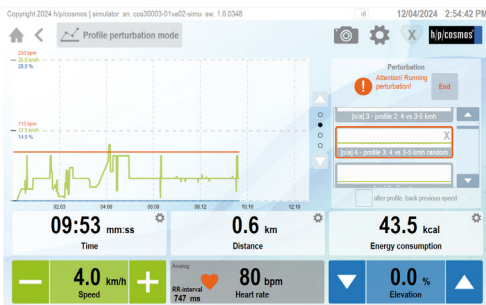 Copyright 2024 h/p/cosmos | simulator sn. cos30003-01va02-simu sw. 1.6.0348
12/04/2024 2:54:42 PM
Profile perturbation mode
X
h/p/cosmos
230 bpm
25.0 km/h
28.0 %
115 bpm
12.5 km/h
14.0 %
02:03 04:06 06:09 08:12 10:15 12:19
Perturbation
Attention! Running
perturbation!
End
[n/a] 3 - profile 2: 4 vs 3-5 kmh
X
[n/a] 4 - profile 3: 4 vs 3-5 kmh random
after profile, back previous speed
09:53 mm:ss
Time
0.6 km
Distance
43.5 kcal
Energy consumption
4.0 km/h
Speed
Analog
RR-interval
747 ms
80 bpm
Heart rate
0.0 %
Elevation